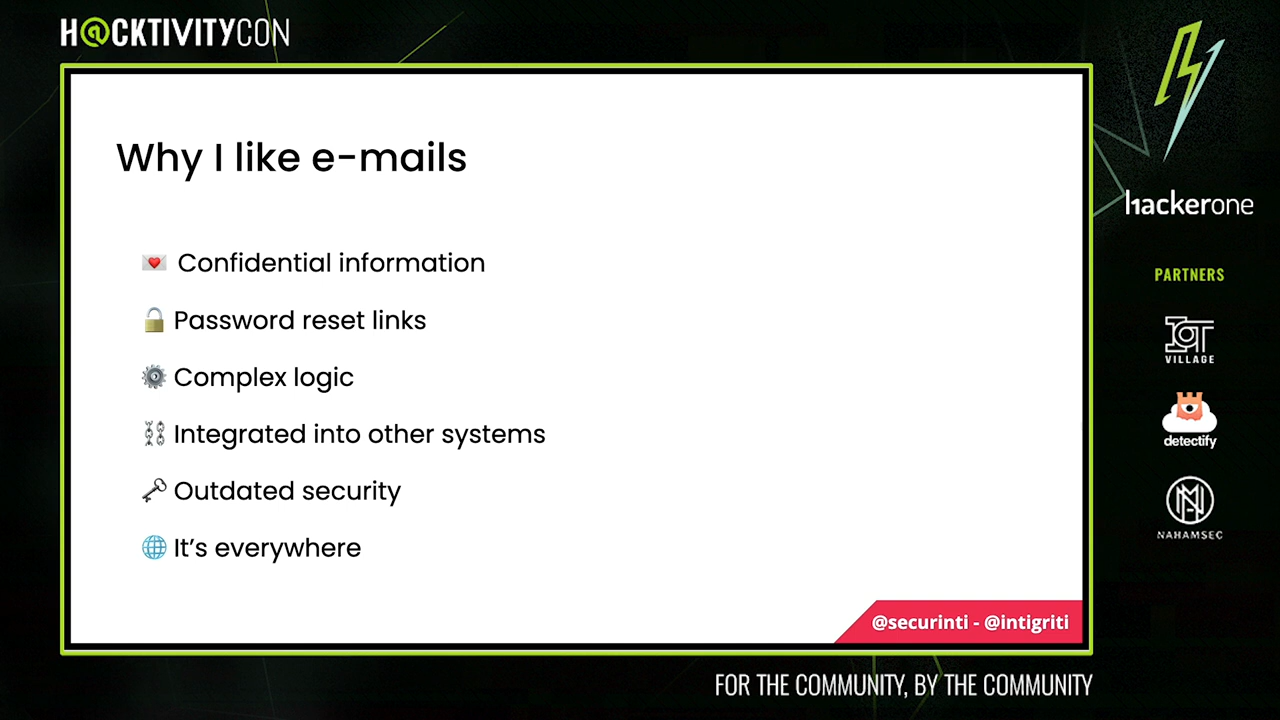 H@CKTIVITYCON
Why I like e-mails
💌 Confidential information
🔓 Password reset links
⚙️ Complex logic
⛓️ Integrated into other systems
🗝️ Outdated security
🌐 It’s everywhere
@securinti - @intigriti
FOR THE COMMUNITY, BY THE COMMUNITY
hackerone
PARTNERS
IOT
VILLAGE
detectify
NAHAMSEC